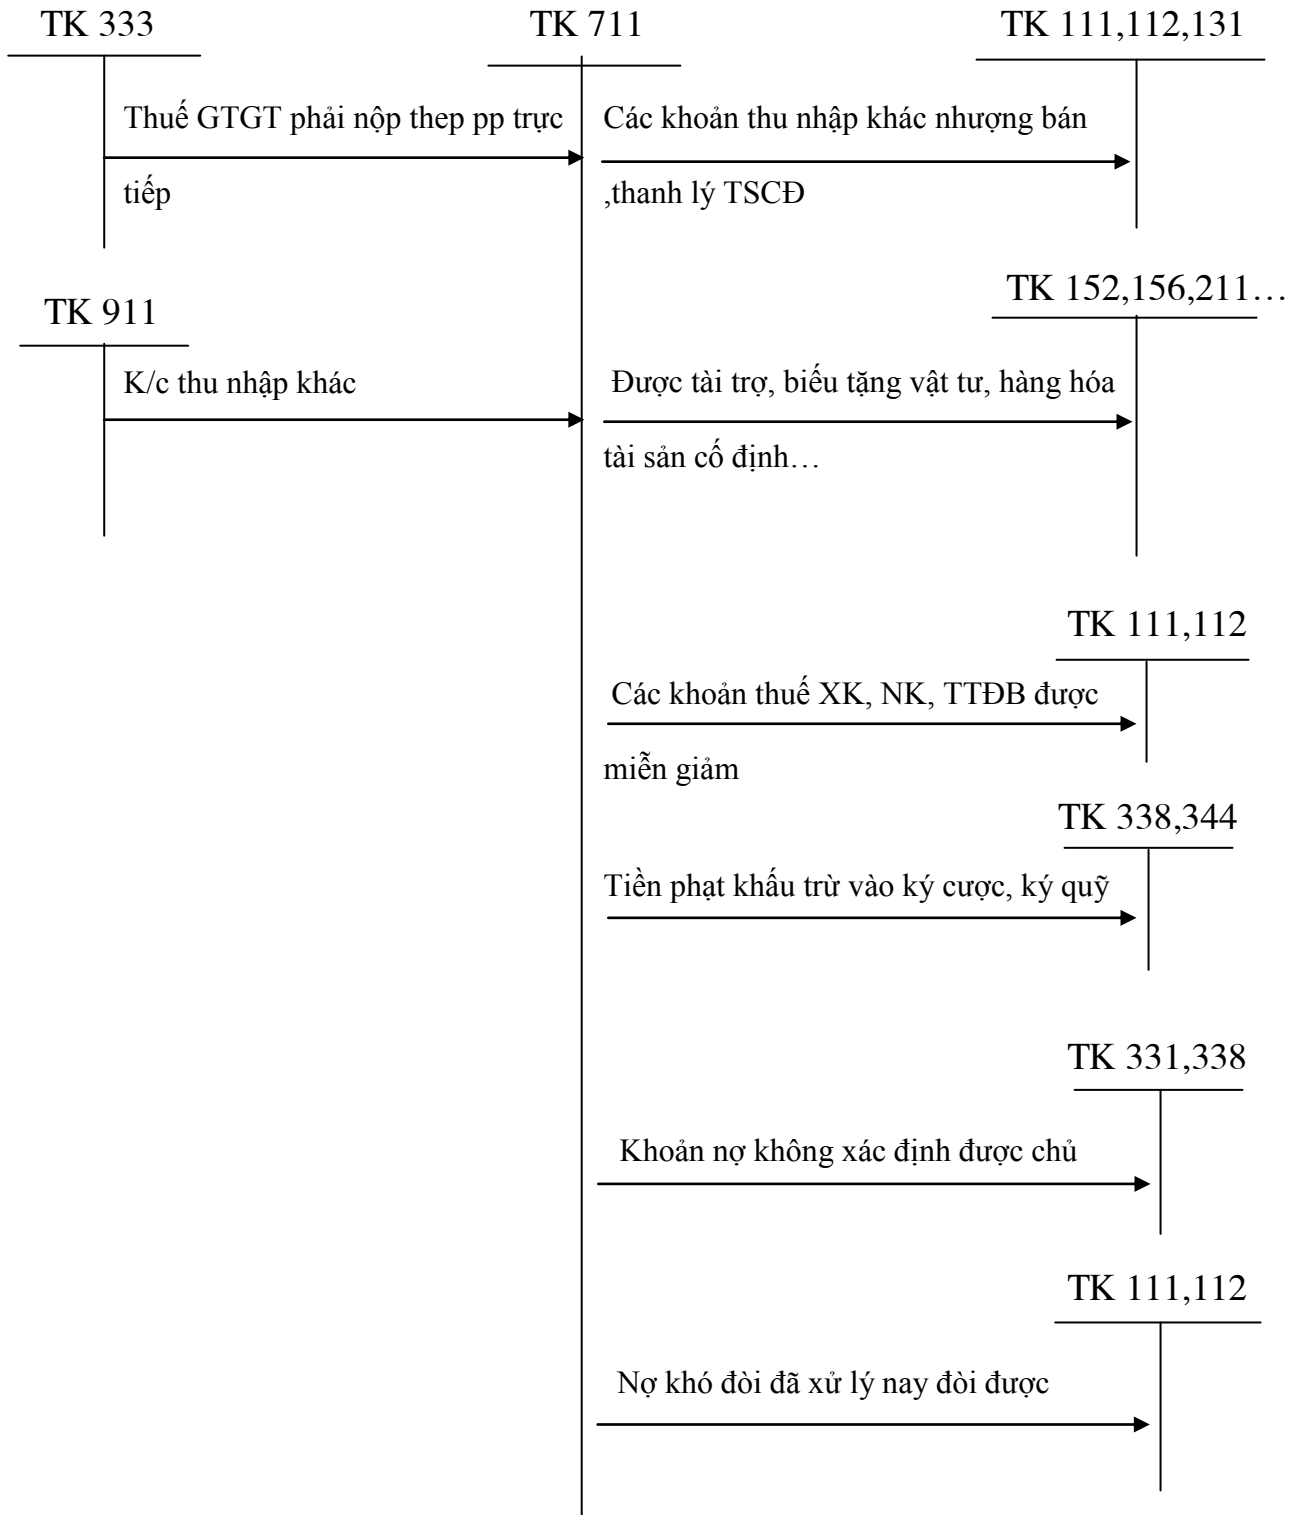 TK 333
TK 711
TK 111,112,131
Thuế GTGT phải nộp thep pp trực
tiếp
Các khoản thu nhập khác nhượng bán
,thanh lý TSCĐ
TK 911
TK 152,156,211…
K/c thu nhập khác
Được tài trợ, biếu tặng vật tư, hàng hóa
tài sản cố định…
TK 111,112
Các khoản thuế XK, NK, TTĐB được
miễn giảm
TK 338,344
Tiền phạt khấu trừ vào ký cược, ký quỹ
TK 331,338
Khoản nợ không xác định được chủ
TK 111,112
Nợ khó đòi đã xử lý nay đòi được